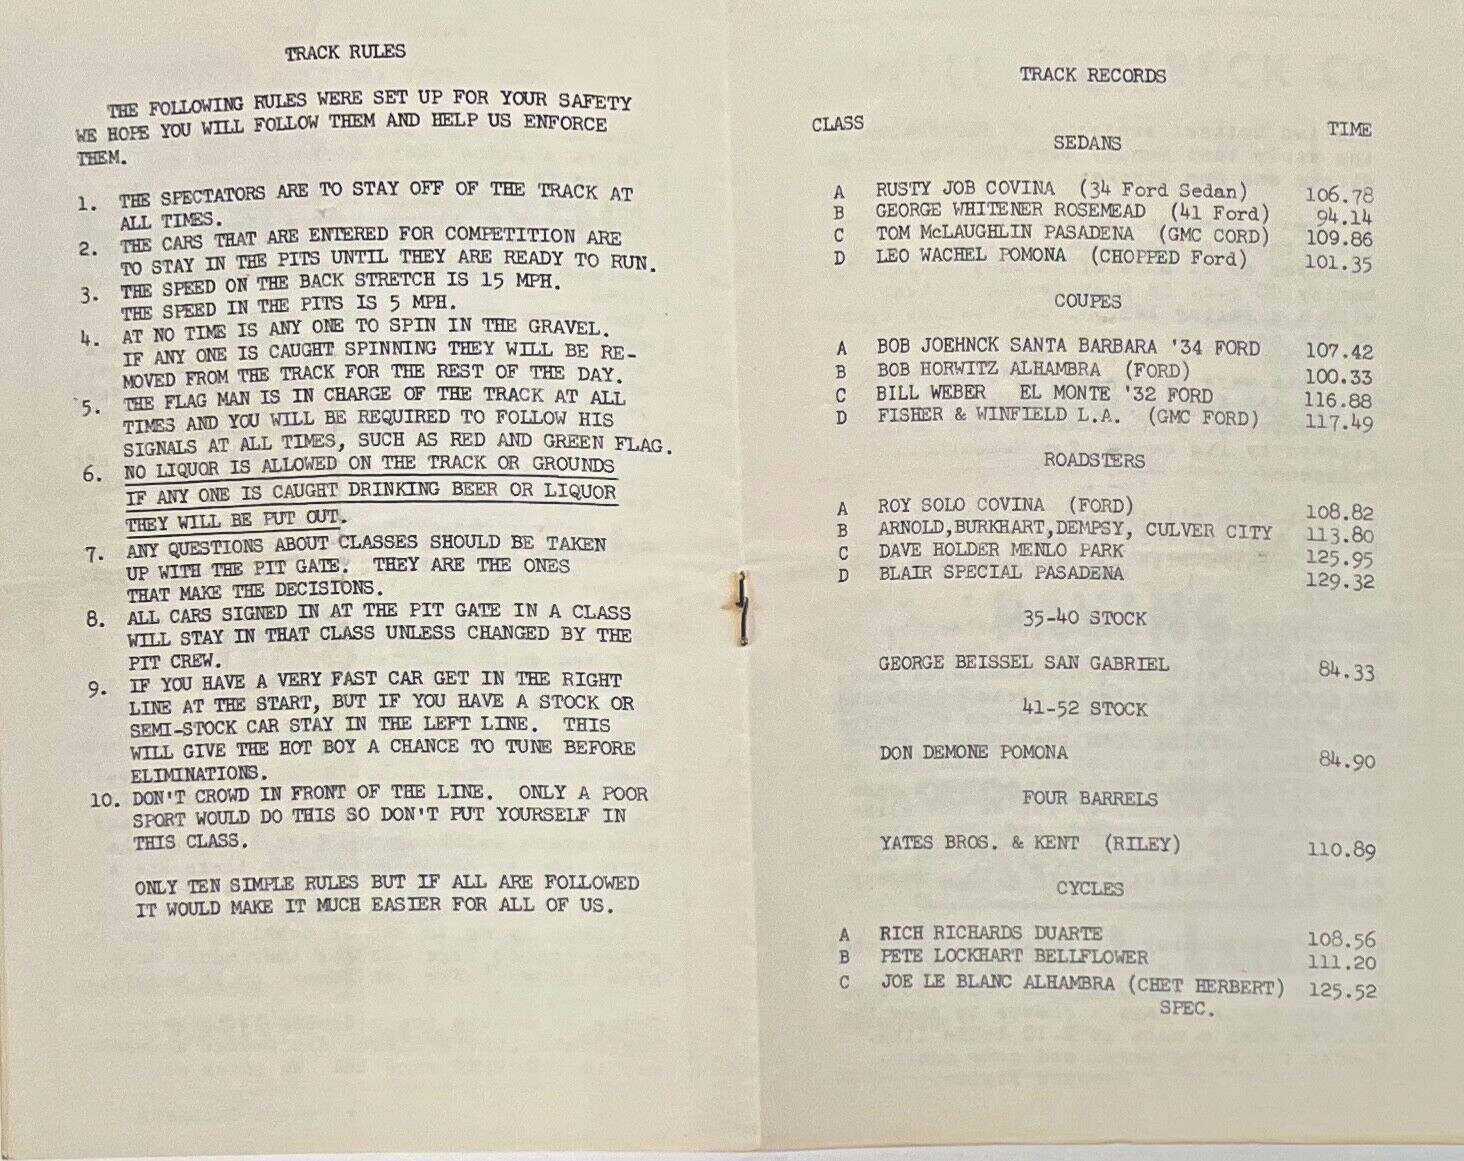 TRACK RULES
THE FOLLOWING RULES WERE SET UP FOR YOUR SAFETY
WE HOPE YOU WILL FOLLOW THEM AND HELP US ENFORCE
THEM.
1. THE SPECTATORS ARE TO STAY OFF OF THE TRACK AT
ALL TIMES.
2. THE CARS THAT ARE ENTERED FOR COMPETITION ARE
TO STAY IN THE PITS UNTIL THEY ARE READY TO RUN.
3. THE SPEED ON THE BACK STRETCH IS 15 MPH.
THE SPEED IN THE PITS IS 5 MPH.
4. AT NO TIME IS ANY ONE TO SPIN IN THE GRAVEL.
IF ANY ONE IS CAUGHT SPINNING THEY WILL BE RE-
MOVED FROM THE TRACK FOR THE REST OF THE DAY.
5. THE FLAG MAN IS IN CHARGE OF THE TRACK AT ALL
TIMES AND YOU WILL BE REQUIRED TO FOLLOW HIS
SIGNALS AT ALL TIMES, SUCH AS RED AND GREEN FLAG.
6. NO LIQUOR IS ALLOWED ON THE TRACK OR GROUNDS
IF ANY ONE IS CAUGHT DRINKING BEER OR LIQUOR
THEY WILL BE PUT OUT.
7. ANY QUESTIONS ABOUT CLASSES SHOULD BE TAKEN
UP WITH THE PIT GATE. THEY ARE THE ONES
THAT MAKE THE DECISIONS.
8. ALL CARS SIGNED IN AT THE PIT GATE IN A CLASS
WILL STAY IN THAT CLASS UNLESS CHANGED BY THE
PIT CREW.
9. IF YOU HAVE A VERY FAST CAR GET IN THE RIGHT
LINE AT THE START, BUT IF YOU HAVE A STOCK OR
SEMI-STOCK CAR STAY IN THE LEFT LINE. THIS
WILL GIVE THE HOT BOY A CHANCE TO TUNE BEFORE
ELIMINATIONS.
10. DON'T CROWD IN FRONT OF THE LINE. ONLY A POOR
SPORT WOULD DO THIS SO DON'T PUT YOURSELF IN
THIS CLASS.
ONLY TEN SIMPLE RULES BUT IF ALL ARE FOLLOWED
IT WOULD MAKE IT MUCH EASIER FOR ALL OF US.
TRACK RECORDS
CLASS TIME
SEDANS
A RUSTY JOB COVINA (34 Ford Sedan) 106.78
B GEORGE WHITENER ROSEMEAD (41 Ford) 94.14
C TOM McLAUGHLIN PASADENA (GMC CORD) 109.86
D LEO WACHEL POMONA (CHOPPED Ford) 101.35
COUPES
A BOB JOEHNCK SANTA BARBARA '34 FORD 107.42
B BOB HORWITZ ALHAMBRA (FORD) 100.33
C BILL WEBER EL MONTE '32 FORD 116.88
D FISHER & WINFIELD L.A. (GMC FORD) 117.49
ROADSTERS
A ROY SOLO COVINA (FORD) 108.82
B ARNOLD,BURKHART,DEMPSY, CULVER CITY 113.80
C DAVE HOLDER MENLO PARK 125.95
D BLAIR SPECIAL PASADENA 129.32
35-40 STOCK
GEORGE BEISSEL SAN GABRIEL 84.33
41-52 STOCK
DON DEMONE POMONA 84.90
FOUR BARRELS
YATES BROS. & KENT (RILEY) 110.89
CYCLES
A RICH RICHARDS DUARTE 108.56
B PETE LOCKHART BELLFLOWER 111.20
C JOE LE BLANC ALHAMBRA (CHET HERBERT) 125.52
SPEC.